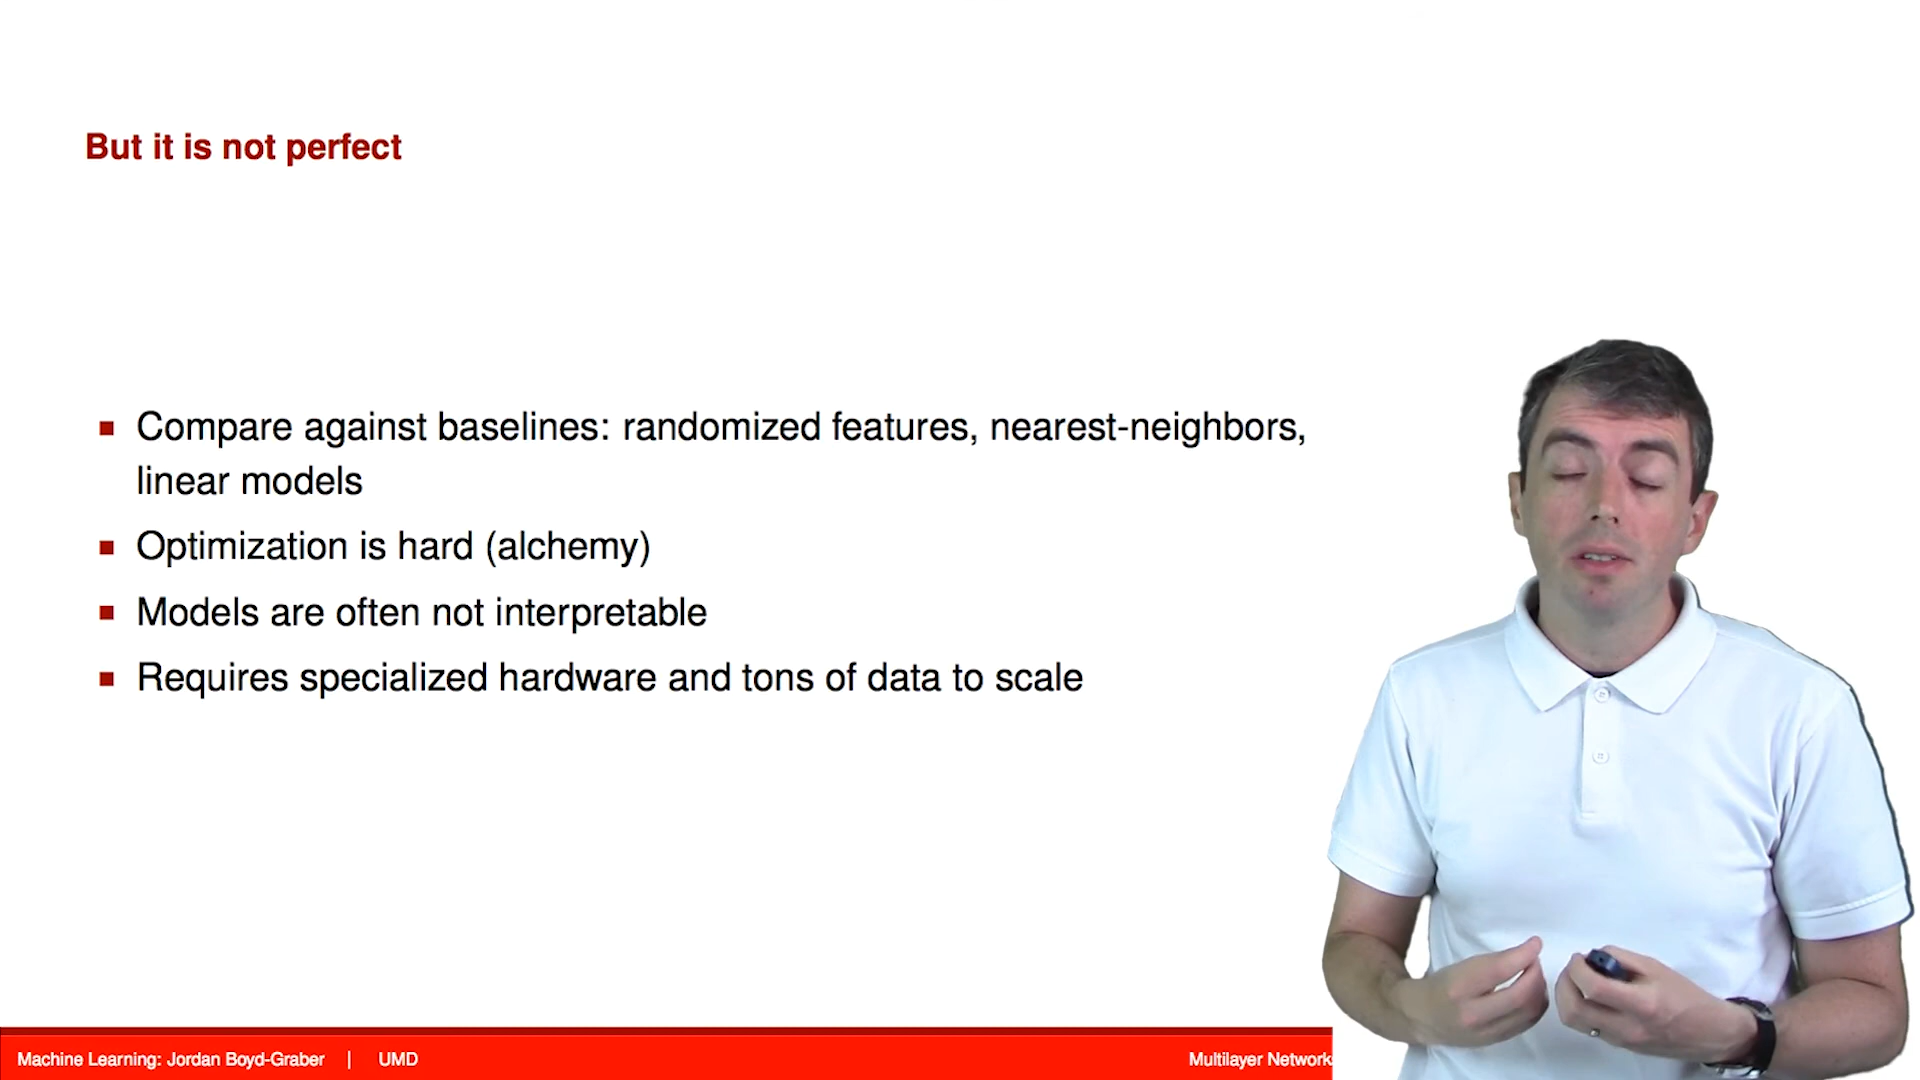 But it is not perfect
Compare against baselines: randomized features, nearest-neighbors,
linear models
Optimization is hard (alchemy)
Models are often not interpretable
Requires specialized hardware and tons of data to scale
Machine Learning: Jordan Boyd-Graber | UMD
Multilayer Network